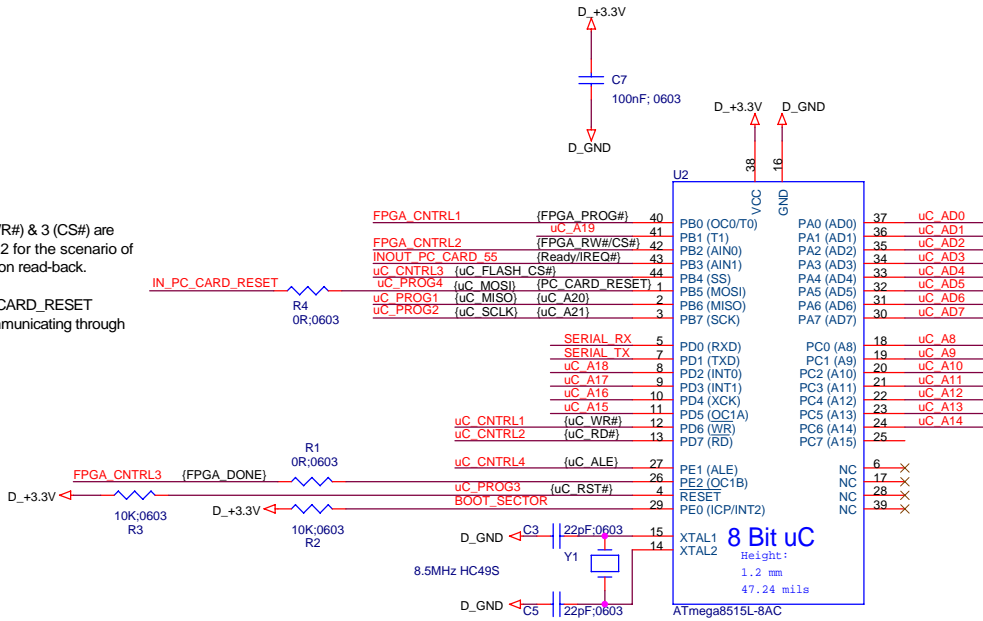 D_+3.3V
C7
100nF; 0603
D_GND
D_+3.3V
D_GND
38
16
U2
VCC
GND
R#) & 3 (CS#) are
2 for the scenario of
on read-back.
CARD_RESET
nmunicating through
FPGA_CNTRL1 {FPGA_PROG#} 40 PB0 (OC0/T0)
uC_A19 41 PB1 (T1)
FPGA_CNTRL2 {FPGA_RW#/CS#} 42 PB2 (AIN0)
INOUT_PC_CARD_55 {Ready/IREQ#} 43 PB3 (AIN1)
uC_CNTRL3 {uC_FLASH_CS#} 44 PB4 (SS)
IN_PC_CARD_RESET uC_PROG4 {uC_MOSI} {PC_CARD_RESET} 1 PB5 (MOSI)
uC_PROG1 {uC_MISO} {uC_A20} 2 PB6 (MISO)
uC_PROG2 {uC_SCLK} {uC_A21} 3 PB7 (SCK)
R4
0R;0603
PA0 (AD0) 37 uC_AD0
PA1 (AD1) 36 uC_AD1
PA2 (AD2) 35 uC_AD2
PA3 (AD3) 34 uC_AD3
PA4 (AD4) 33 uC_AD4
PA5 (AD5) 32 uC_AD5
PA6 (AD6) 31 uC_AD6
PA7 (AD7) 30 uC_AD7
SERIAL_RX 5 PD0 (RXD)
SERIAL_TX 7 PD1 (TXD)
uC_A18 8 PD2 (INT0)
uC_A17 9 PD3 (INT1)
uC_A16 10 PD4 (XCK)
uC_A15 11 PD5 (OC1A)
uC_CNTRL1 {uC_WR#} 12 PD6 (WR)
uC_CNTRL2 {uC_RD#} 13 PD7 (RD)
PC0 (A8) 18 uC_A8
PC1 (A9) 19 uC_A9
PC2 (A10) 20 uC_A10
PC3 (A11) 21 uC_A11
PC4 (A12) 22 uC_A12
PC5 (A13) 23 uC_A13
PC6 (A14) 24 uC_A14
PC7 (A15) 25
R1
0R;0603
uC_CNTRL4 {uC_ALE} 27 PE1 (ALE)
FPGA_CNTRL3 {FPGA_DONE} 26 PE2 (OC1B)
uC_PROG3 {uC_RST#} 4 RESET
BOOT_SECTOR 29 PE0 (ICP/INT2)
NC 6
NC 17
NC 28
NC 39
D_+3.3V
10K;0603
R3
D_+3.3V
10K;0603
R2
D_GND C3 22pF;0603 15 XTAL1
14 XTAL2
Y1
8.5MHz HC49S
D_GND C5 22pF;0603
8 Bit uC
Height:
1.2 mm
47.24 mils
ATmega8515L-8AC